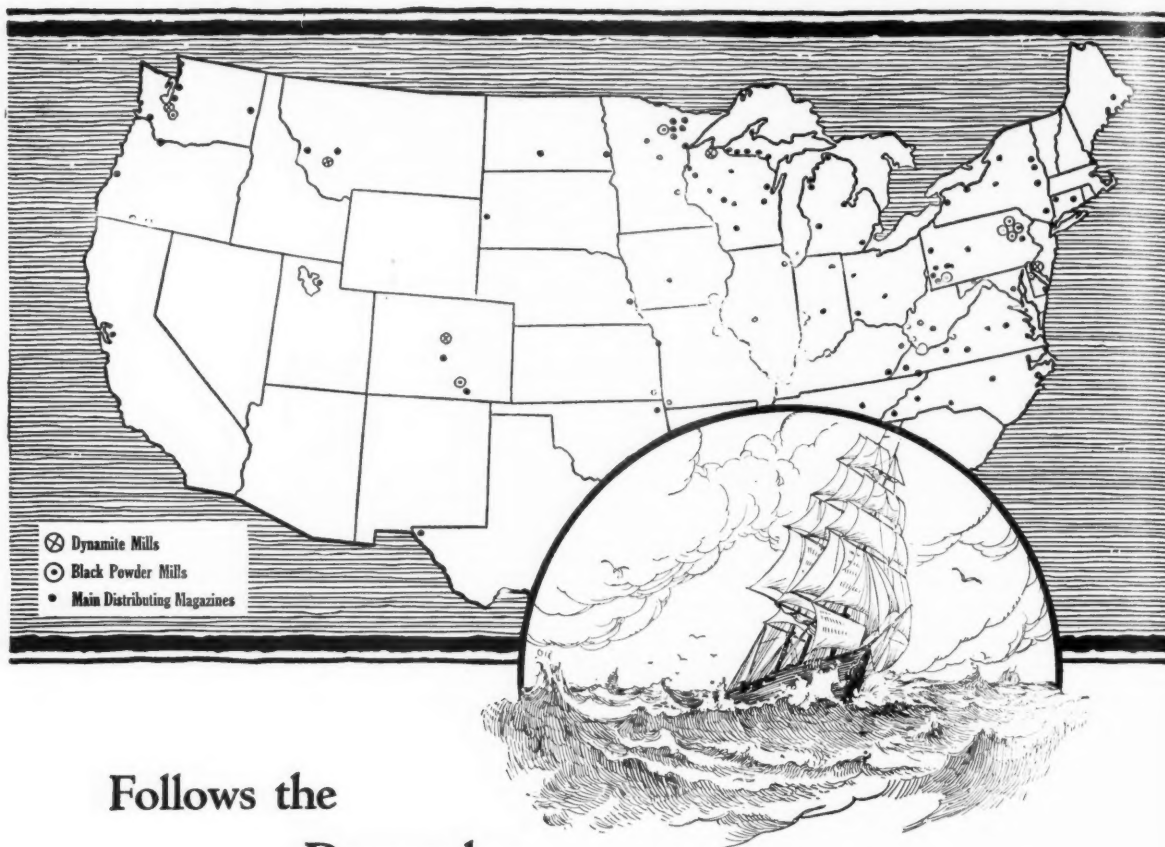 ⊗ Dynamite Mills
⊙ Black Powder Mills
• Main Distributing Magazines
Follows the